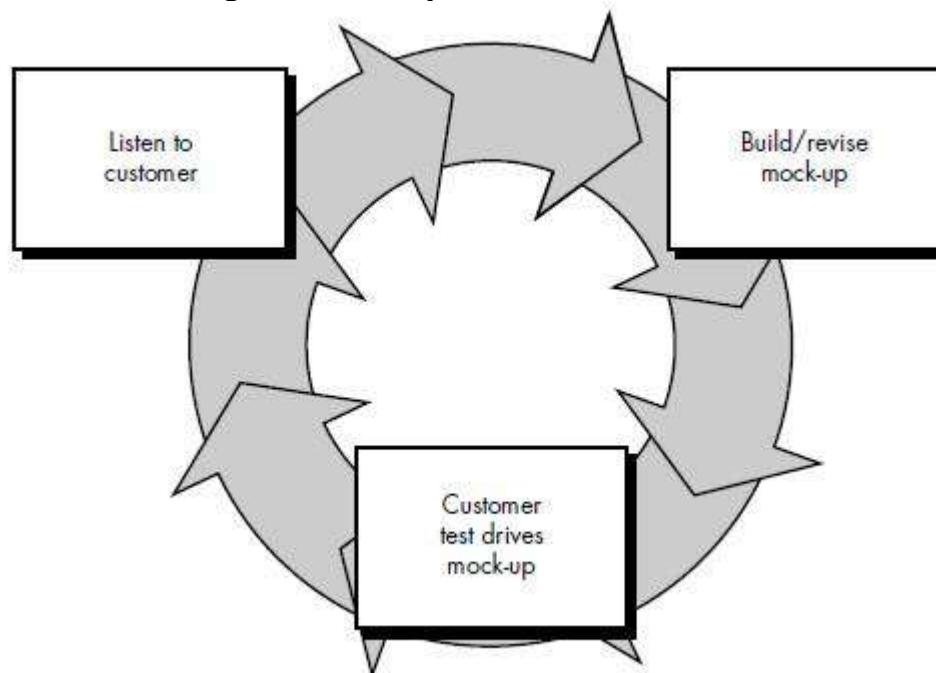 Listen to
customer
Build/revise
mock-up
Customer
test drives
mock-up